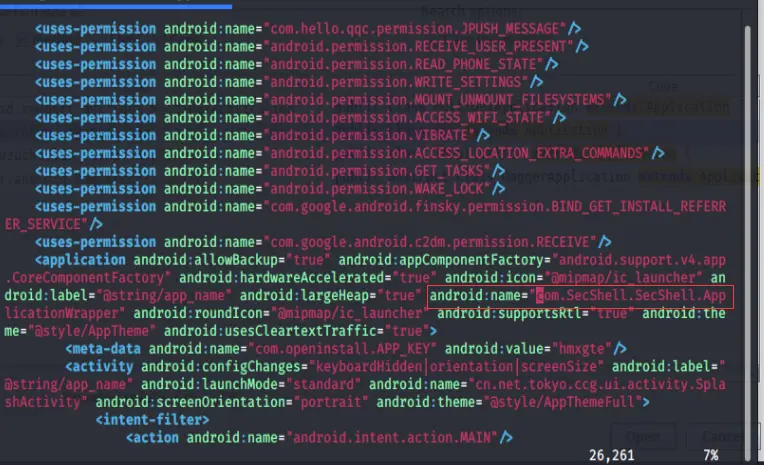 <uses-permission android:name="com.hello.qqc.permission.JPUSH_MESSAGE"/>
<uses-permission android:name="android.permission.RECEIVE_USER_PRESENT"/>
<uses-permission android:name="android.permission.READ_PHONE_STATE"/>
<uses-permission android:name="android.permission.WRITE_SETTINGS"/>
<uses-permission android:name="android.permission.MOUNT_UNMOUNT_FILESYSTEMS"/>
<uses-permission android:name="android.permission.ACCESS_WIFI_STATE"/>
<uses-permission android:name="android.permission.VIBRATE"/>
<uses-permission android:name="android.permission.ACCESS_LOCATION_EXTRA_COMMANDS"/>
<uses-permission android:name="android.permission.GET_TASKS"/>
<uses-permission android:name="android.permission.WAKE_LOCK"/>
<uses-permission android:name="com.google.android.finsky.permission.BIND_GET_INSTALL_REFERR
ER_SERVICE"/>
<uses-permission android:name="com.google.android.c2dm.permission.RECEIVE"/>
<application android:allowBackup="true" android:appComponentFactory="android.support.v4.app
.CoreComponentFactory" android:hardwareAccelerated="true" android:icon="@mipmap/ic_launcher" an
droid:label="@string/app_name" android:largeHeap="true" android:name="com.SecShell.SecShell.App
licationWrapper" android:roundIcon="@mipmap/ic_launcher" android:supportsRtl="true" android:the
me="@style/AppTheme" android:usesCleartextTraffic="true">
<meta-data android:name="com.openinstall.APP_KEY" android:value="hmxgte"/>
<activity android:configChanges="keyboardHidden|orientation|screenSize" android:label="
@string/app_name" android:launchMode="standard" android:name="cn.net.tokyo.ccg.ui.activity.Spla
shActivity" android:screenOrientation="portrait" android:theme="@style/AppThemeFull">
<intent-filter>
<action android:name="android.intent.action.MAIN"/>
26,261 7%